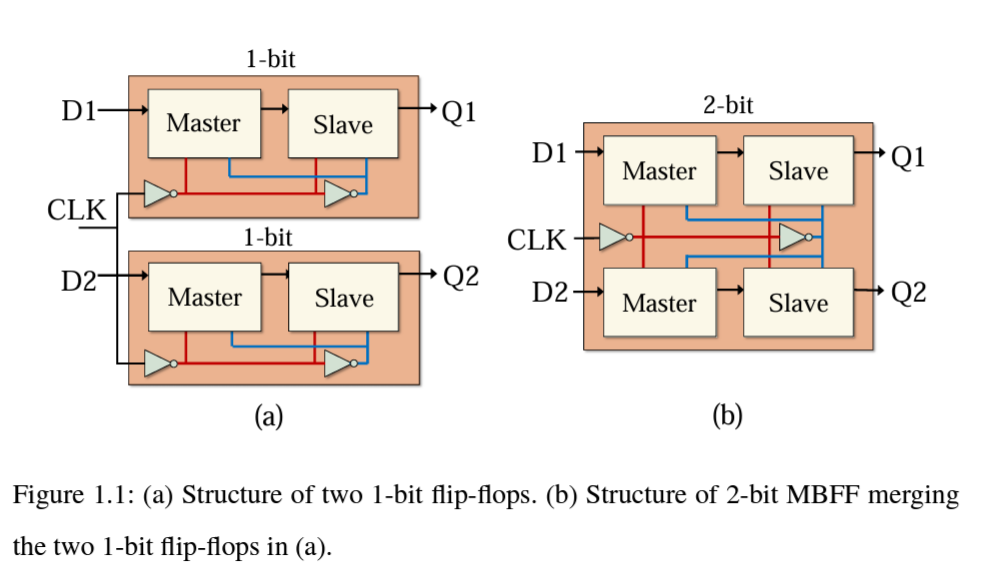 1-bit
D1
Master
Slave
Q1
CLK
1-bit
D2
Master
Slave
Q2
(a)
2-bit
D1
Master
Slave
Q1
CLK
D2
Master
Slave
Q2
(b)
Figure 1.1: (a) Structure of two 1-bit flip-flops. (b) Structure of 2-bit MBFF merging
the two 1-bit flip-flops in (a).